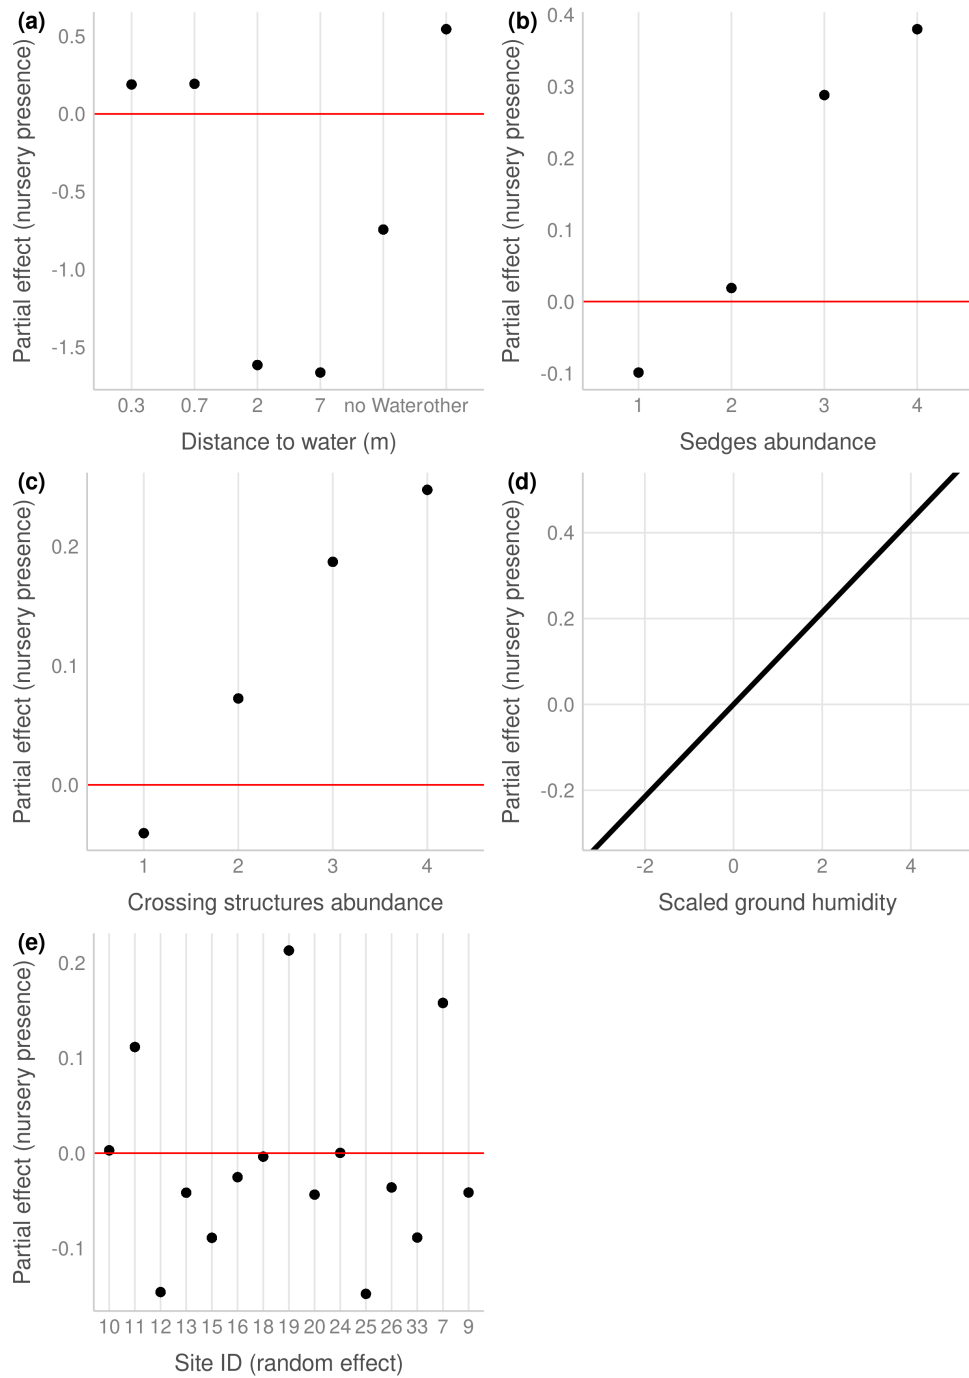 (a)
Partial effect (nursery presence)
0.5
0.0
-0.5
-1.0
-1.5
0.3 0.7 2 7 no Water other
Distance to water (m)
(b)
Partial effect (nursery presence)
0.4
0.3
0.2
0.1
0.0
-0.1
1 2 3 4
Sedges abundance
(c)
Partial effect (nursery presence)
0.2
0.1
0.0
1 2 3 4
Crossing structures abundance
(d)
Partial effect (nursery presence)
0.4
0.2
0.0
-0.2
-2 0 2 4
Scaled ground humidity
(e)
Partial effect (nursery presence)
0.2
0.1
0.0
-0.1
10 11 12 13 15 16 18 19 20 24 25 26 33 7 9
Site ID (random effect)